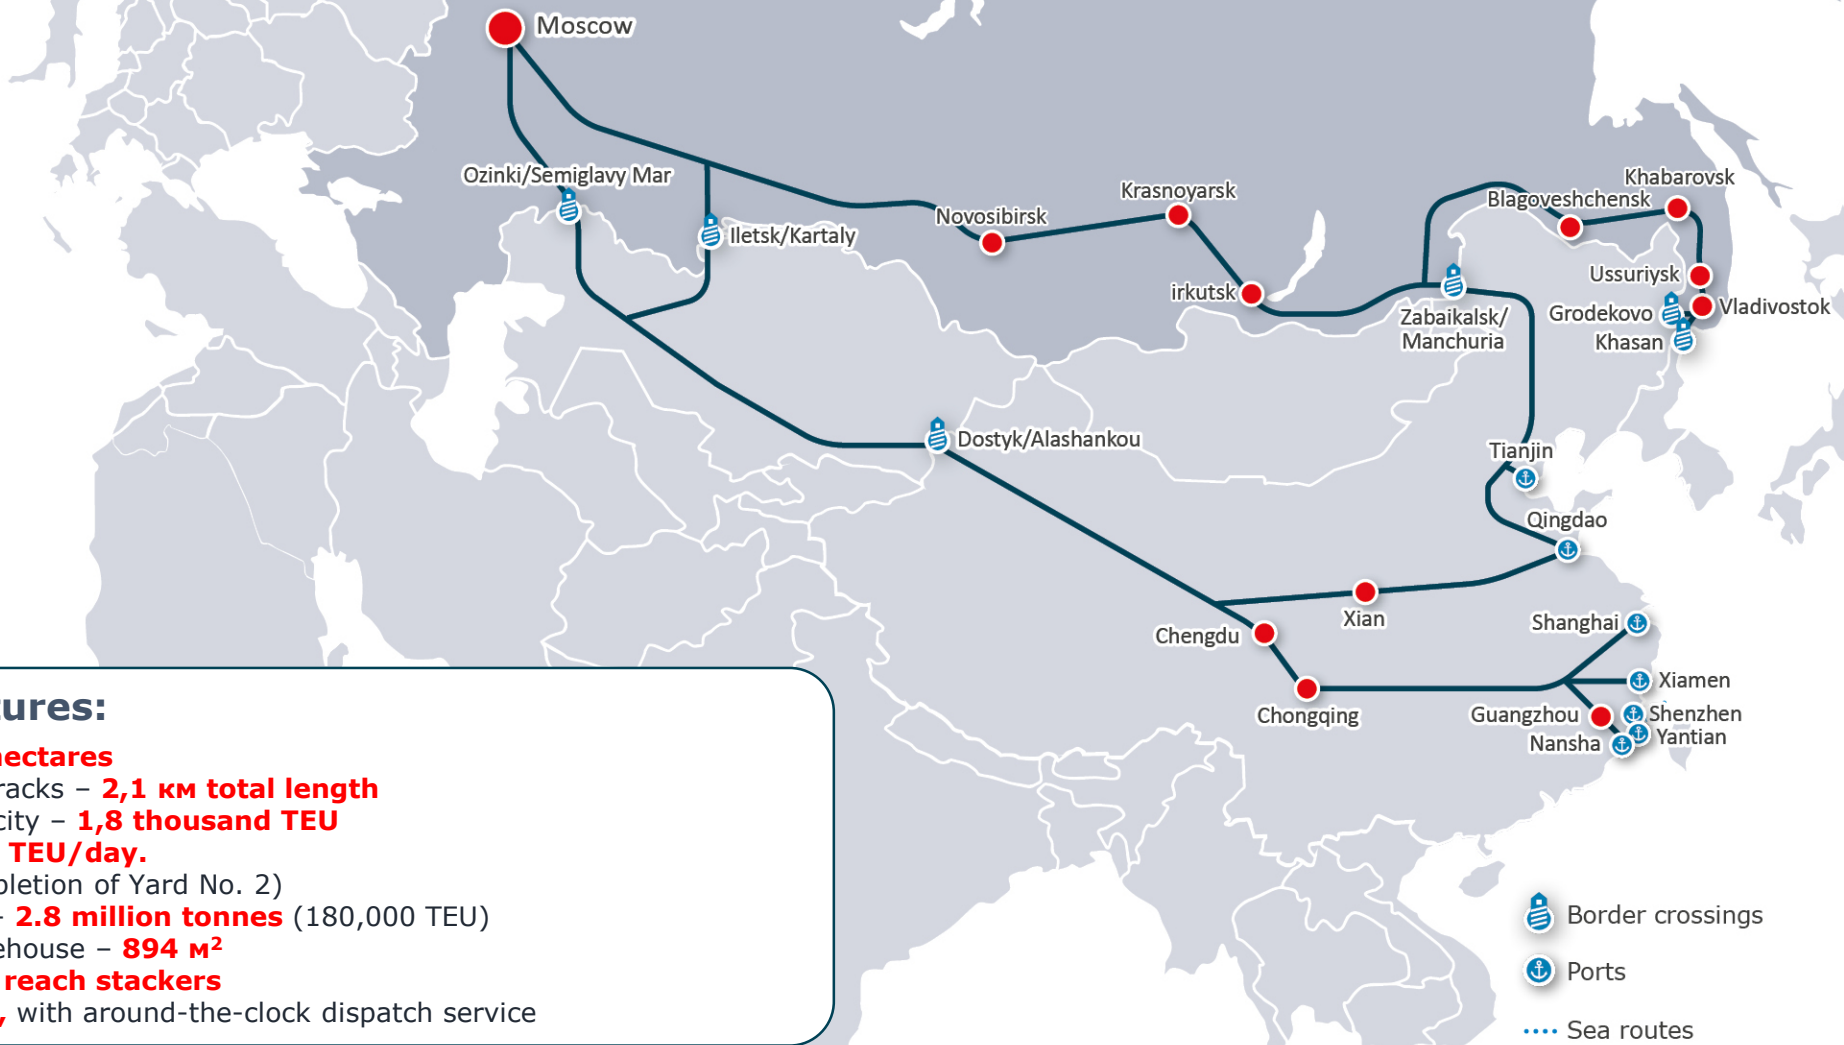 Moscow
Ozinki/Semiglavy Mar
Iletsk/Kartaly
Novosibirsk
Krasnoyarsk
irkutsk
Zabaikalsk/
Manchuria
Blagoveshchensk
Khabarovsk
Ussuriysk
Grodekovo
Vladivostok
Khasan
Dostyk/Alashankou
Tianjin
Qingdao
Xian
Chengdu
Chongqing
Shanghai
Xiamen
Guangzhou
Shenzhen
Nansha
Yantian
tures:
hectares
racks – 2,1 км total length
city – 1,8 thousand TEU
TEU/day.
pletion of Yard No. 2)
- 2.8 million tonnes (180,000 TEU)
ehouse – 894 м²
reach stackers
, with around-the-clock dispatch service
Border crossings
Ports
Sea routes